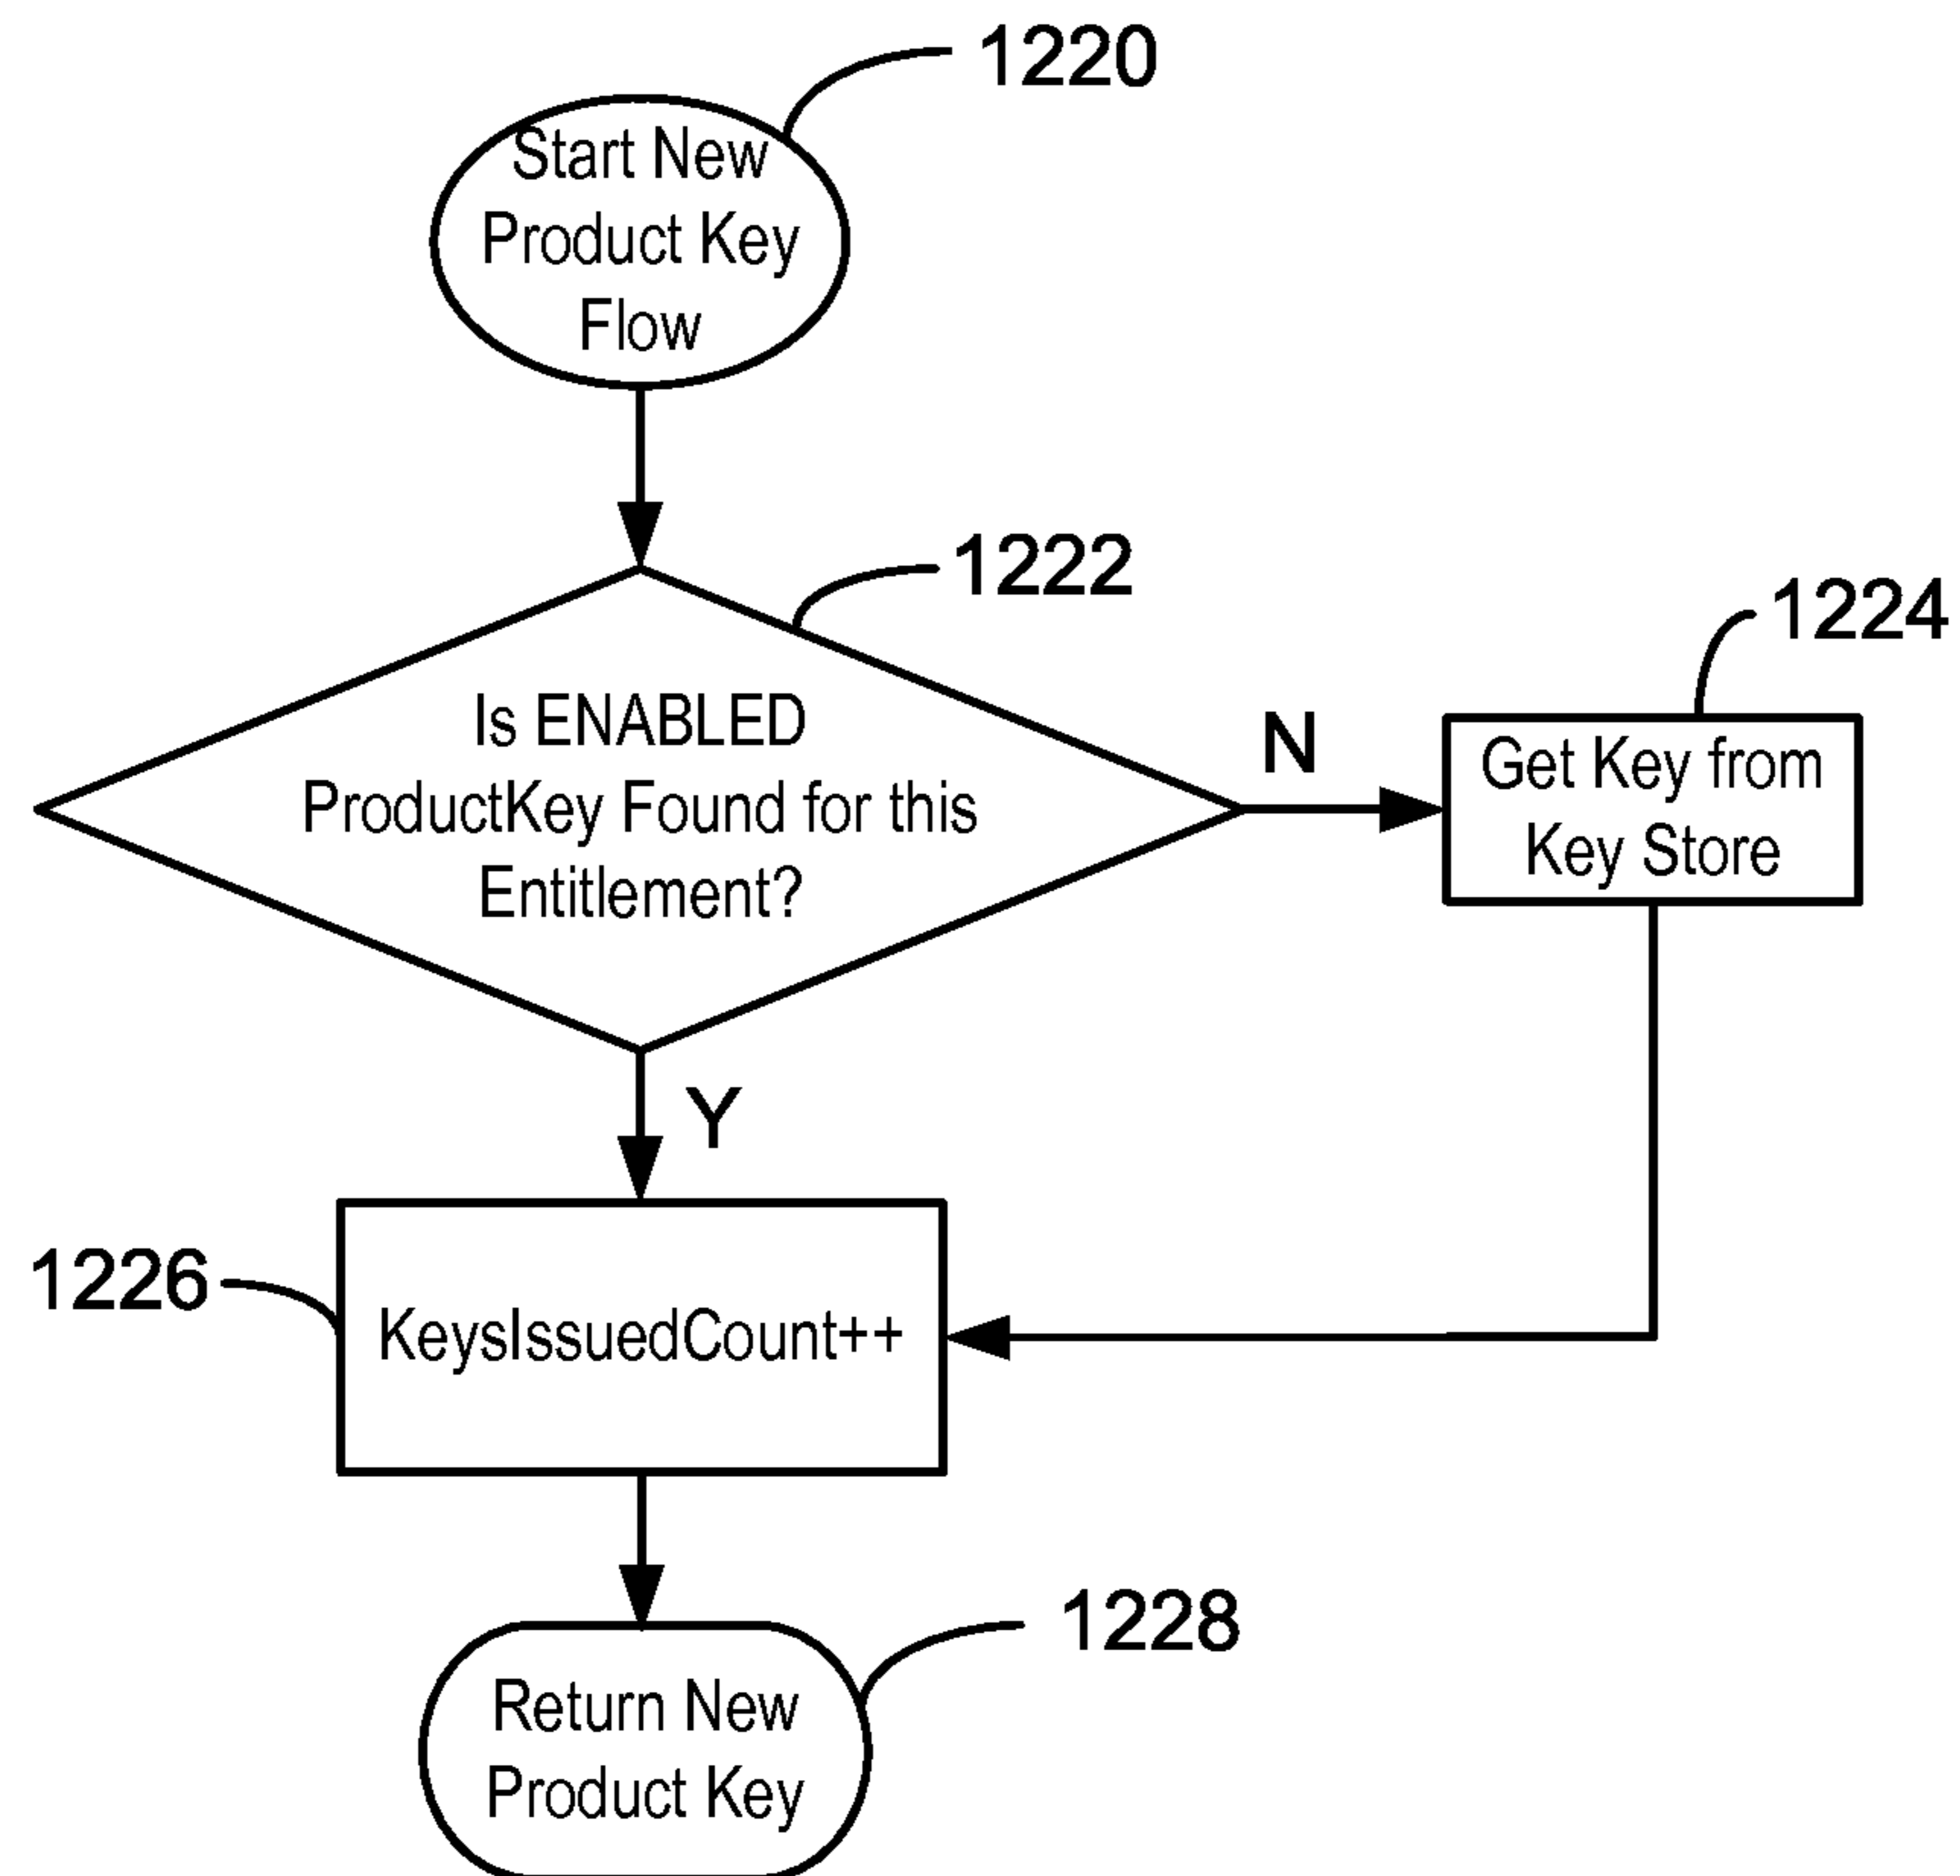 1220
Start New
Product Key
Flow
1222
Is ENABLED
ProductKey Found for this
Entitlement?
N
1224
Get Key from
Key Store
Y
1226
KeysIssuedCount++
1228
Return New
Product Key